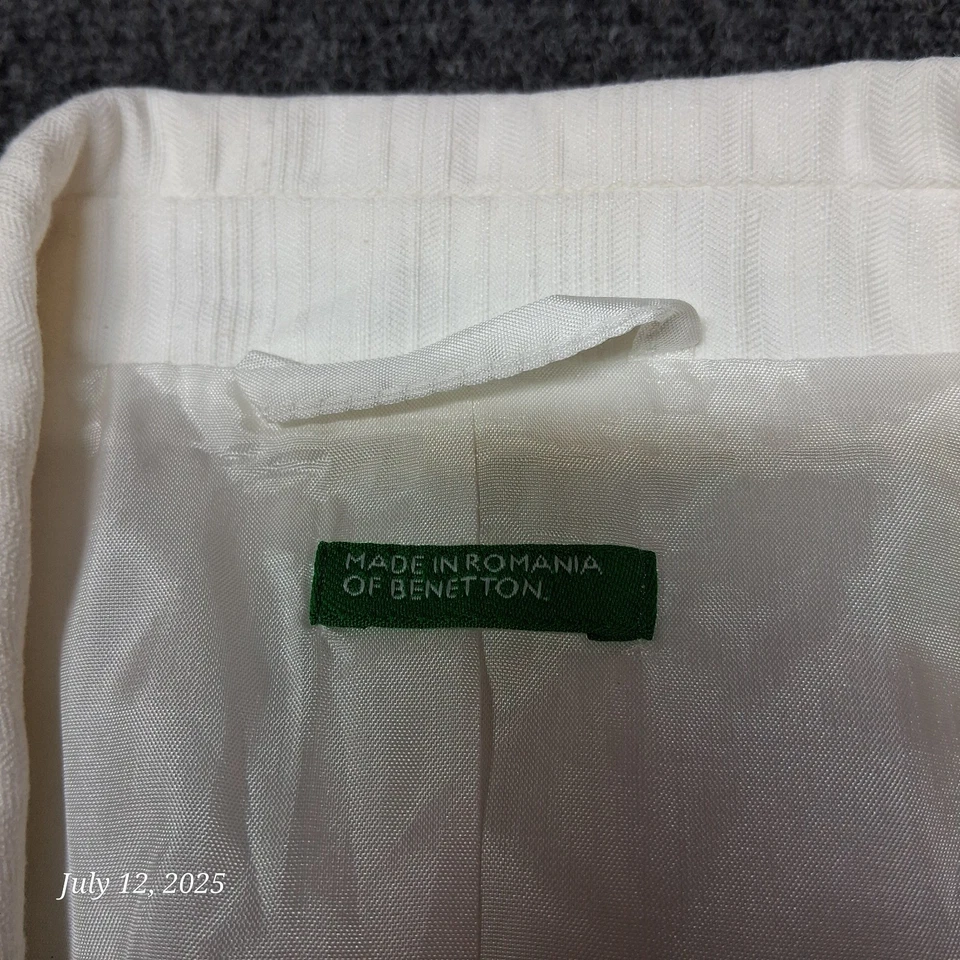 MADE IN ROMANIA
OF BENETTON.
July 12, 2025